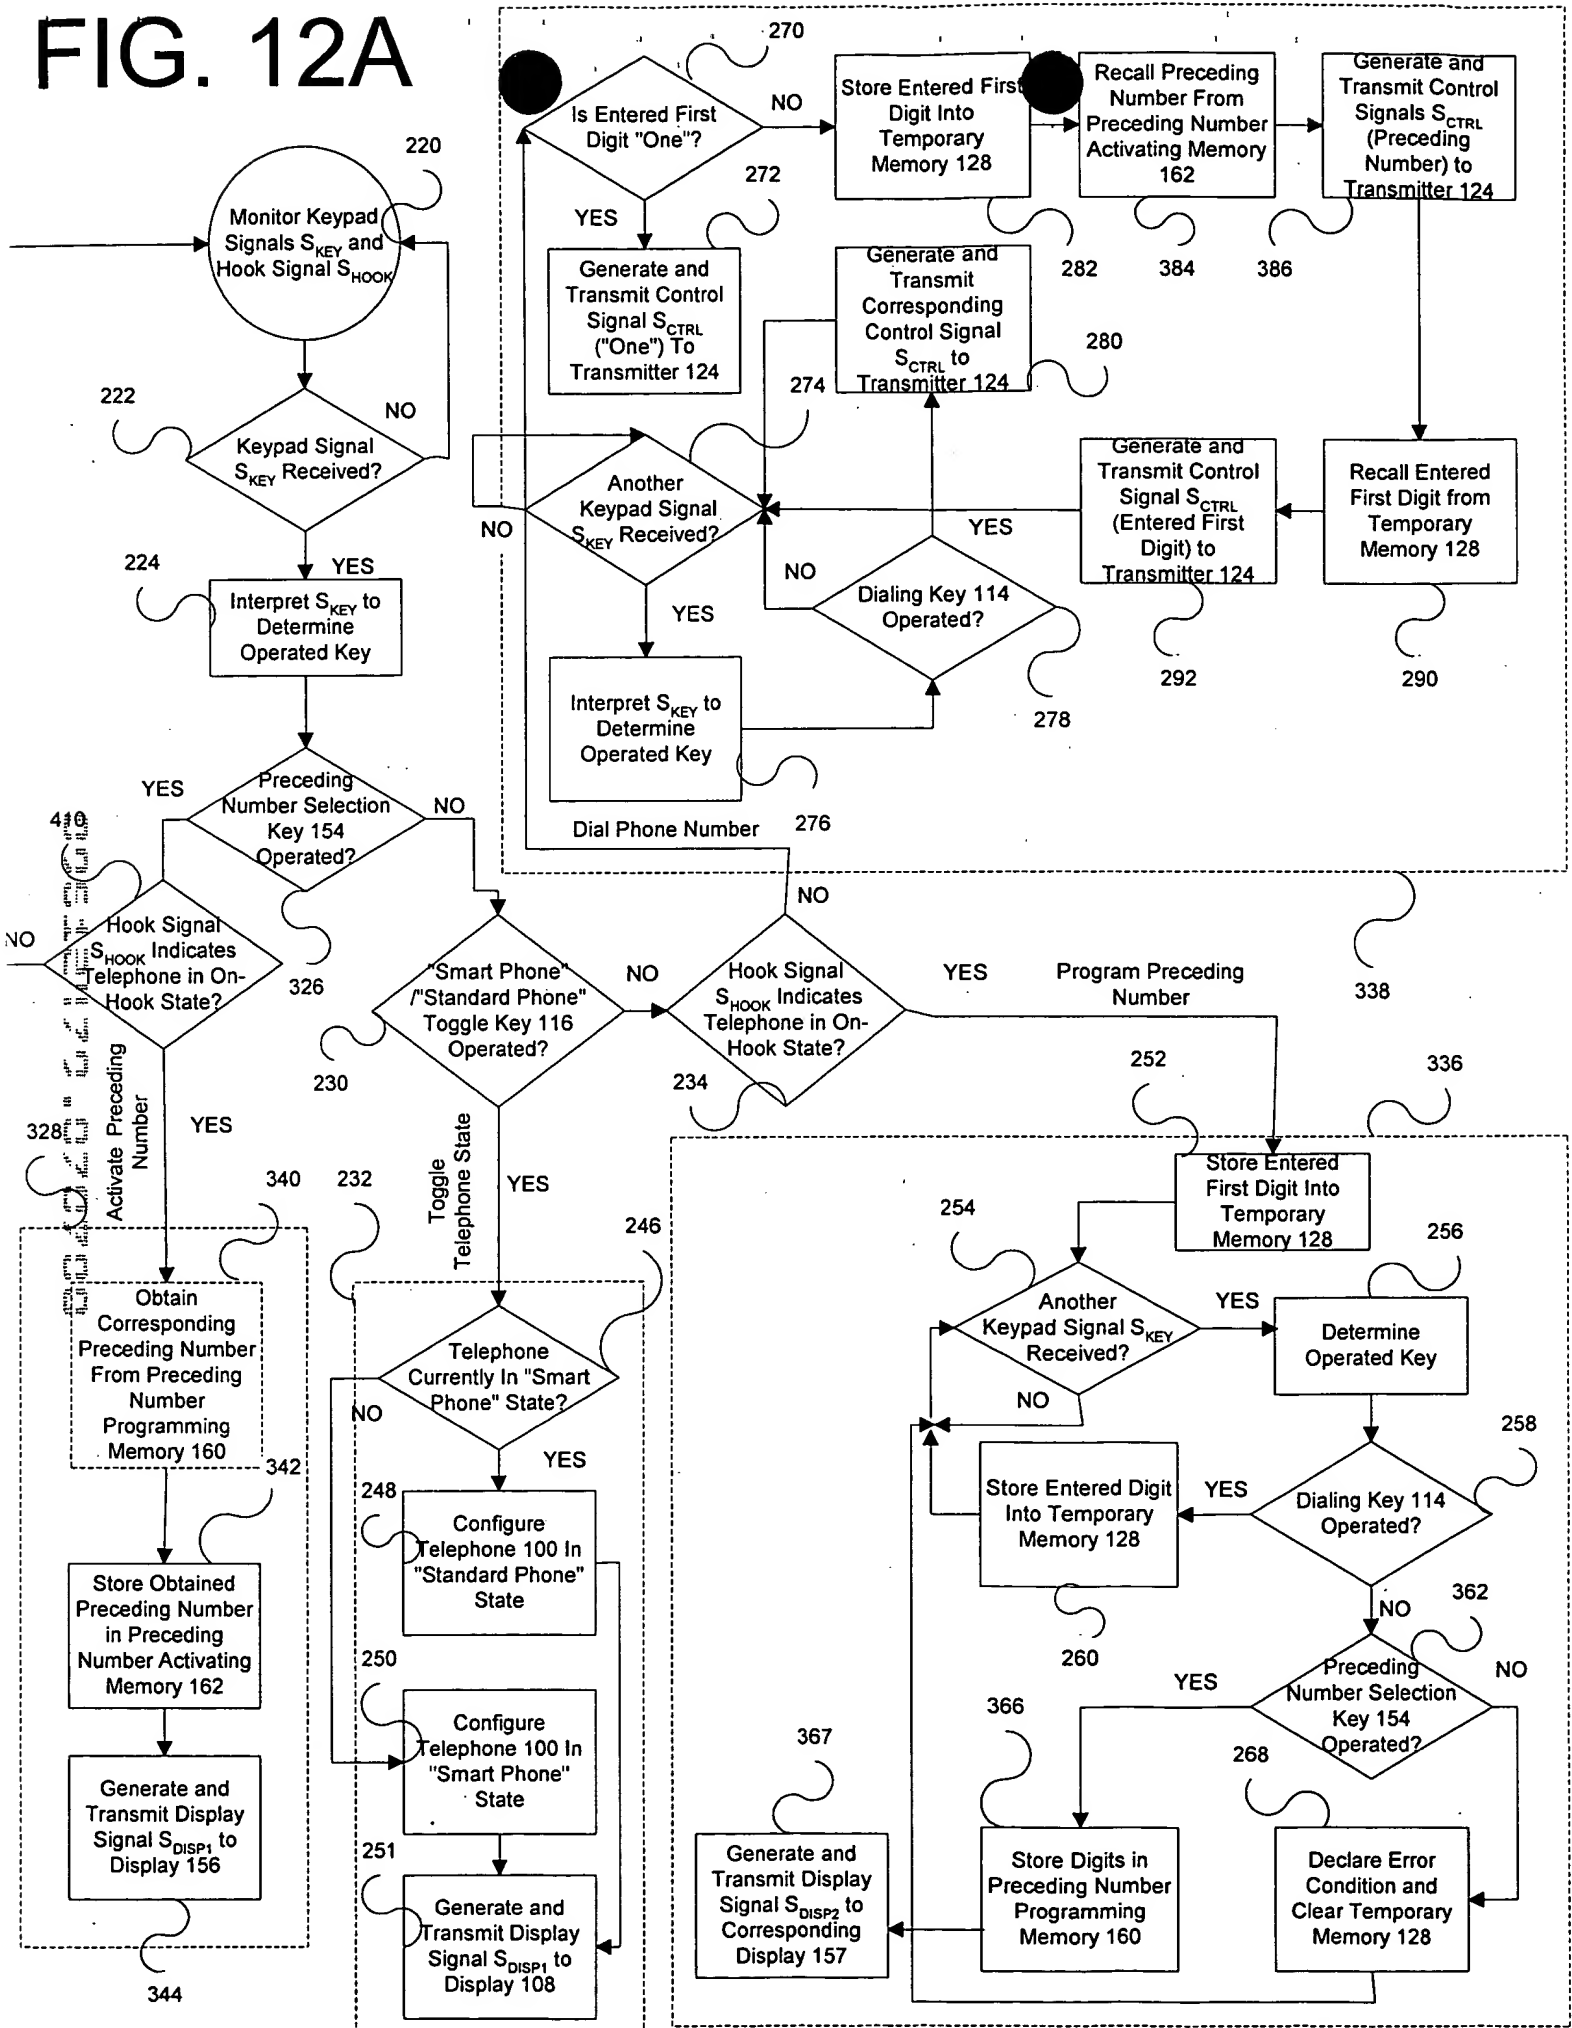 FIG. 12A
270
Is Entered First
Digit "One"?
NO
YES
Store Entered First
Digit Into
Temporary
Memory 128
282
Recall Preceding
Number From
Preceding Number
Activating Memory
162
384
Generate and
Transmit Control
Signals SCTRL
(Preceding
Number) to
Transmitter 124
386
272
Generate and
Transmit Control
Signal SCTRL
("One") To
Transmitter 124
Generate and
Transmit
Corresponding
Control Signal
SCTRL to
Transmitter 124
280
220
Monitor Keypad
Signals SKEY and
Hook Signal SHOOK
222
Keypad Signal
SKEY Received?
NO
YES
224
Interpret SKEY to
Determine
Operated Key
274
Another
Keypad Signal
SKEY Received?
NO
YES
Interpret SKEY to
Determine
Operated Key
276
Dialing Key 114
Operated?
YES
NO
278
Generate and
Transmit Control
Signal SCTRL
(Entered First
Digit) to
Transmitter 124
292
Recall Entered
First Digit from
Temporary
Memory 128
290
Dial Phone Number
338
Preceding
Number Selection
Key 154
Operated?
YES
NO
326
410
Hook Signal
SHOOK Indicates
Telephone in On-
Hook State?
NO
YES
Activate Preceding
Number
328
"Smart Phone"
/"Standard Phone"
Toggle Key 116
Operated?
NO
230
YES
Toggle
Telephone State
Hook Signal
SHOOK Indicates
Telephone in On-
Hook State?
NO
234
YES
Program Preceding
Number
252
336
340
Obtain
Corresponding
Preceding Number
From Preceding
Number
Programming
Memory 160
342
Store Obtained
Preceding Number
in Preceding
Number Activating
Memory 162
Generate and
Transmit Display
Signal SDISP1 to
Display 156
344
232
246
Telephone
Currently In "Smart
Phone" State?
NO
YES
248
Configure
Telephone 100 In
"Standard Phone"
State
250
Configure
Telephone 100 In
"Smart Phone"
State
251
Generate and
Transmit Display
Signal SDISP1 to
Display 108
Store Entered
First Digit Into
Temporary
Memory 128
254
Another
Keypad Signal SKEY
Received?
YES
NO
256
Determine
Operated Key
258
Dialing Key 114
Operated?
YES
NO
Store Entered Digit
Into Temporary
Memory 128
260
362
Preceding
Number Selection
Key 154
Operated?
YES
NO
366
Store Digits in
Preceding Number
Programming
Memory 160
367
Generate and
Transmit Display
Signal SDISP2 to
Corresponding
Display 157
268
Declare Error
Condition and
Clear Temporary
Memory 128